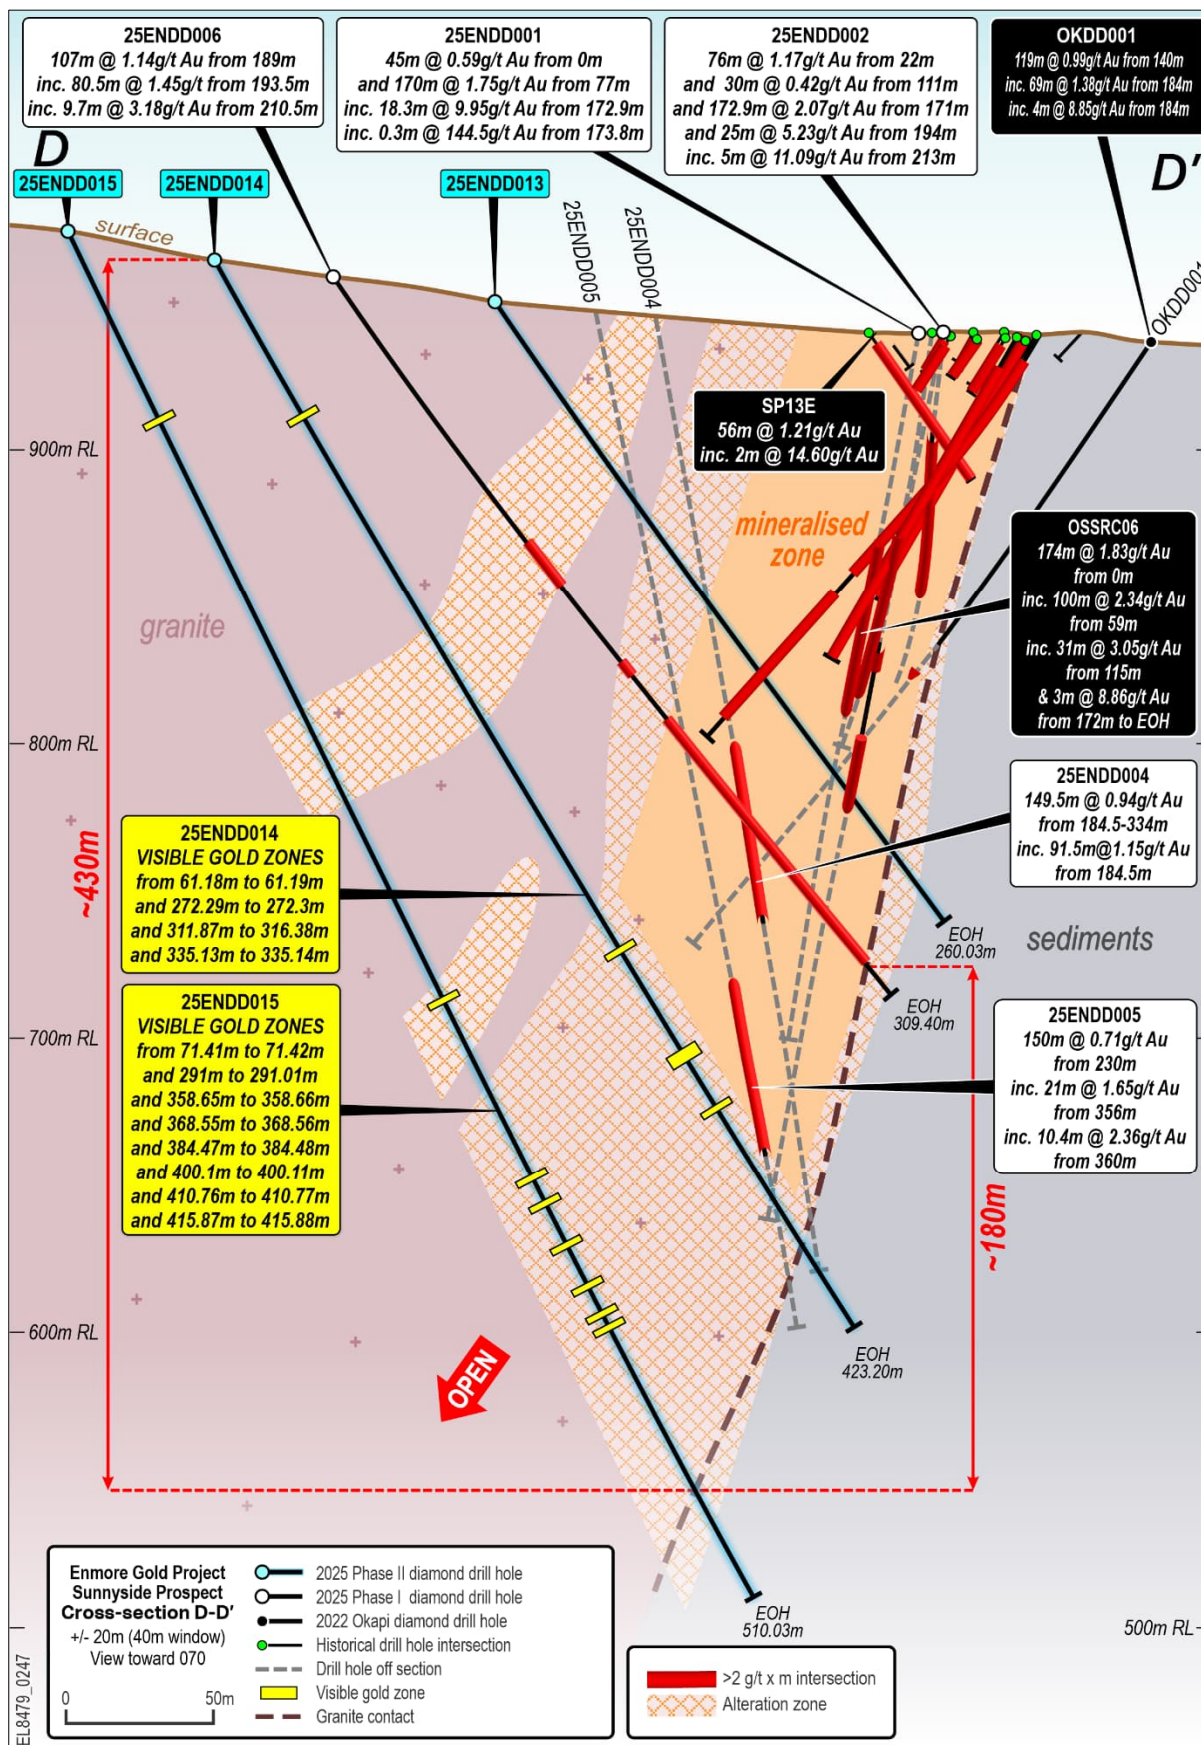 25ENDD006
107m @ 1.14g/t Au from 189m
inc. 80.5m @ 1.45g/t from 193.5m
inc. 9.7m @ 3.18g/t Au from 210.5m
25ENDD001
45m @ 0.59g/t Au from 0m
and 170m @ 1.75g/t Au from 77m
inc. 18.3m @ 9.95g/t Au from 172.9m
inc. 0.3m @ 144.5g/t Au from 173.8m
25ENDD002
76m @ 1.17g/t Au from 22m
and 30m @ 0.42g/t Au from 111m
and 172.9m @ 2.07g/t Au from 171m
and 25m @ 5.23g/t Au from 194m
inc. 5m @ 11.09g/t Au from 213m
OKDD001
119m @ 0.99g/t Au from 140m
inc. 69m @ 1.38g/t Au from 184m
inc. 4m @ 8.85g/t Au from 184m
D
D'
25ENDD015
25ENDD014
25ENDD013
25ENDD005
25ENDD004
OKDD001
surface
SP13E
56m @ 1.21g/t Au
inc. 2m @ 14.60g/t Au
900m RL
mineralised
zone
OSSRC06
174m @ 1.83g/t Au
from 0m
inc. 100m @ 2.34g/t Au
from 59m
inc. 31m @ 3.05g/t Au
from 115m
& 3m @ 8.86g/t Au
from 172m to EOH
granite
800m RL
25ENDD004
149.5m @ 0.94g/t Au
from 184.5-334m
inc. 91.5m@1.15g/t Au
from 184.5m
~430m
25ENDD014
VISIBLE GOLD ZONES
from 61.18m to 61.19m
and 272.29m to 272.3m
and 311.87m to 316.38m
and 335.13m to 335.14m
EOH
260.03m
sediments
25ENDD015
VISIBLE GOLD ZONES
from 71.41m to 71.42m
and 291m to 291.01m
and 358.65m to 358.66m
and 368.55m to 368.56m
and 384.47m to 384.48m
and 400.1m to 400.11m
and 410.76m to 410.77m
and 415.87m to 415.88m
EOH
309.40m
700m RL
25ENDD005
150m @ 0.71g/t Au
from 230m
inc. 21m @ 1.65g/t Au
from 356m
inc. 10.4m @ 2.36g/t Au
from 360m
~180m
600m RL
EOH
423.20m
OPEN
EOH
510.03m
500m RL
Enmore Gold Project
Sunnyside Prospect
Cross-section D-D'
+/- 20m (40m window)
View toward 070
0 50m
2025 Phase II diamond drill hole
2025 Phase I diamond drill hole
2022 Okapi diamond drill hole
Historical drill hole intersection
Drill hole off section
Visible gold zone
Granite contact
>2 g/t x m intersection
Alteration zone
EL8479_0247